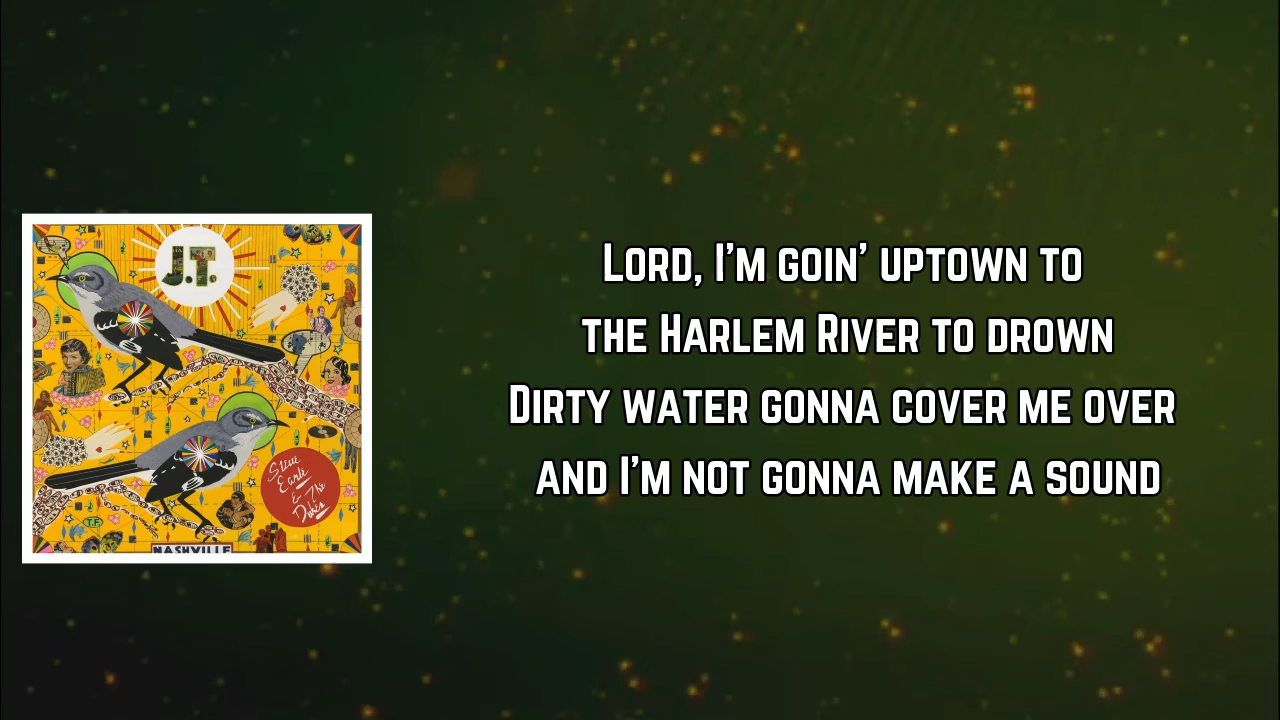 J.T.
Lord, I'm goin' uptown to
the Harlem River to drown
Dirty water gonna cover me over
and I'm not gonna make a sound
Steve
Earle
& The
Dukes
T.F.
NASHVILLE